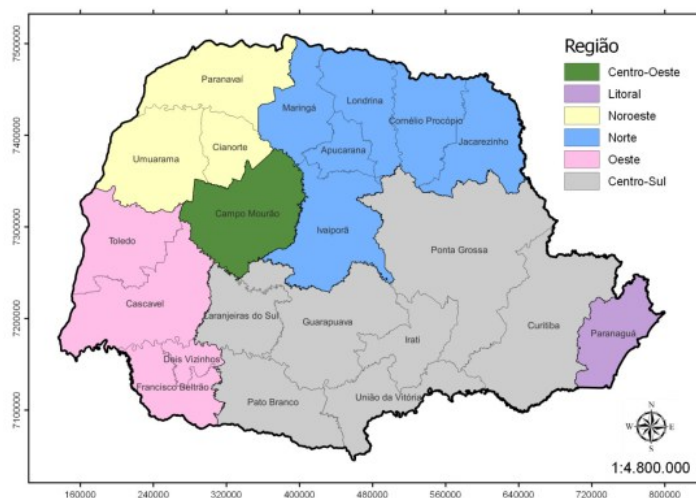 7500000
7400000
7300000
7200000
7100000
Paranavaí
Maringá
Londrina
Cornélio Procópio
Jacarezinho
Umuarama
Cianorte
Apucarana
Campo Mourão
Ivaiporã
Toledo
Ponta Grossa
Cascavel
Laranjeiras do Sul
Guarapuava
Irati
Curitiba
Paranaguá
Dois Vizinhos
Francisco Beltrão
Pato Branco
União da Vitória
Região
Centro-Oeste
Litoral
Noroeste
Norte
Oeste
Centro-Sul
N
W
E
S
1:4.800.000
160000
240000
320000
400000
480000
560000
640000
720000
800000